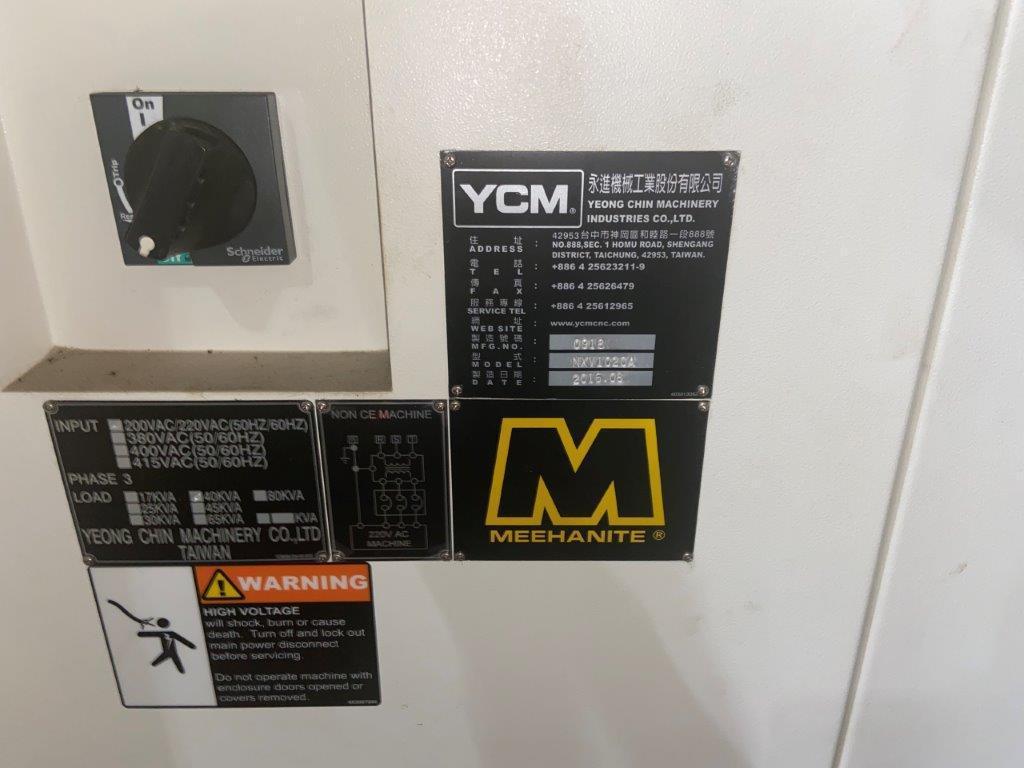 On
I
Trip
Schneider
Electric
YCM®
永進機械工業股份有限公司
YEONG CHIN MACHINERY
INDUSTRIES CO.,LTD.
住 址 : 42953台中市神岡區和睦路一段888號
ADDRESS NO.888,SEC. 1 HOMU ROAD, SHENGANG
DISTRICT, TAICHUNG, 42953, TAIWAN.
電 話
TEL : +886 4 25623211-9
傳 真
FAX : +886 4 25626479
服務專線
SERVICE TEL : +886 4 25612965
網 址
WEB SITE : www.ycmcnc.com
製造號碼
MFG.NO. : 0918
型 式
MODEL : NXV1020A
製造日期
DATE : 2016.08
INPUT 200VAC/220VAC(50HZ/60HZ)
380VAC(50/60HZ)
400VAC(50/60HZ)
415VAC(50/60HZ)
PHASE 3
LOAD 17KVA 40KVA 80KVA
25KVA 45KVA
30KVA 65KVA KVA
YEONG CHIN MACHINERY CO.,LTD
TAIWAN
NON CE MACHINE
R S T
220V AC
MACHINE
M
MEEHANITE®
WARNING
HIGH VOLTAGE
will shock, burn or cause
death. Turn off and lock out
main power disconnect
before servicing.
Do not operate machine with
enclosure doors opened or
covers removed.